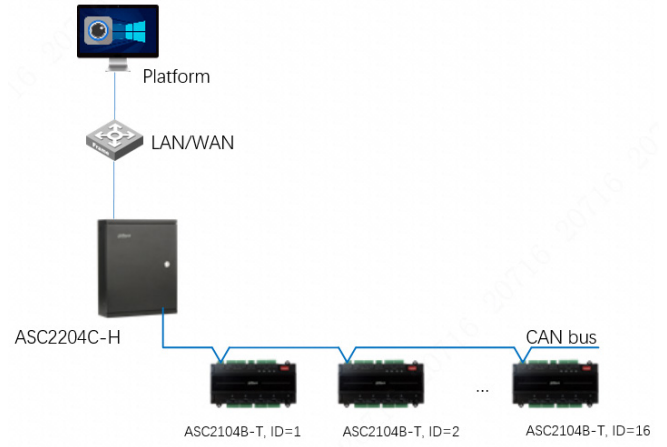 Platform
LAN/WAN
ASC2204C-H
CAN bus
...
ASC2104B-T, ID=1
ASC2104B-T, ID=2
ASC2104B-T, ID=16